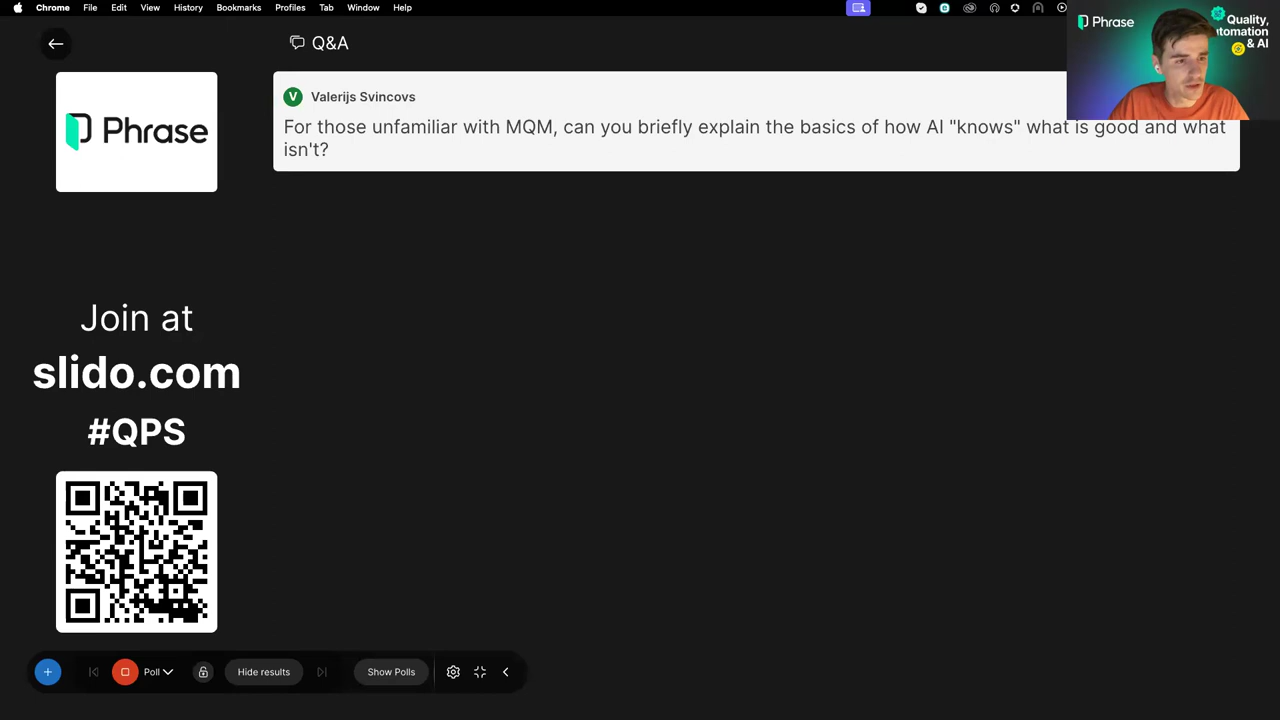 Chrome File Edit View History Bookmarks Profiles Tab Window Help
Phrase
Quality,
tomation
& AI
Q&A
Phrase
V Valerijs Svincovs
For those unfamiliar with MQM, can you briefly explain the basics of how AI "knows" what is good and what
isn't?
Join at
slido.com
#QPS
Poll Hide results Show Polls